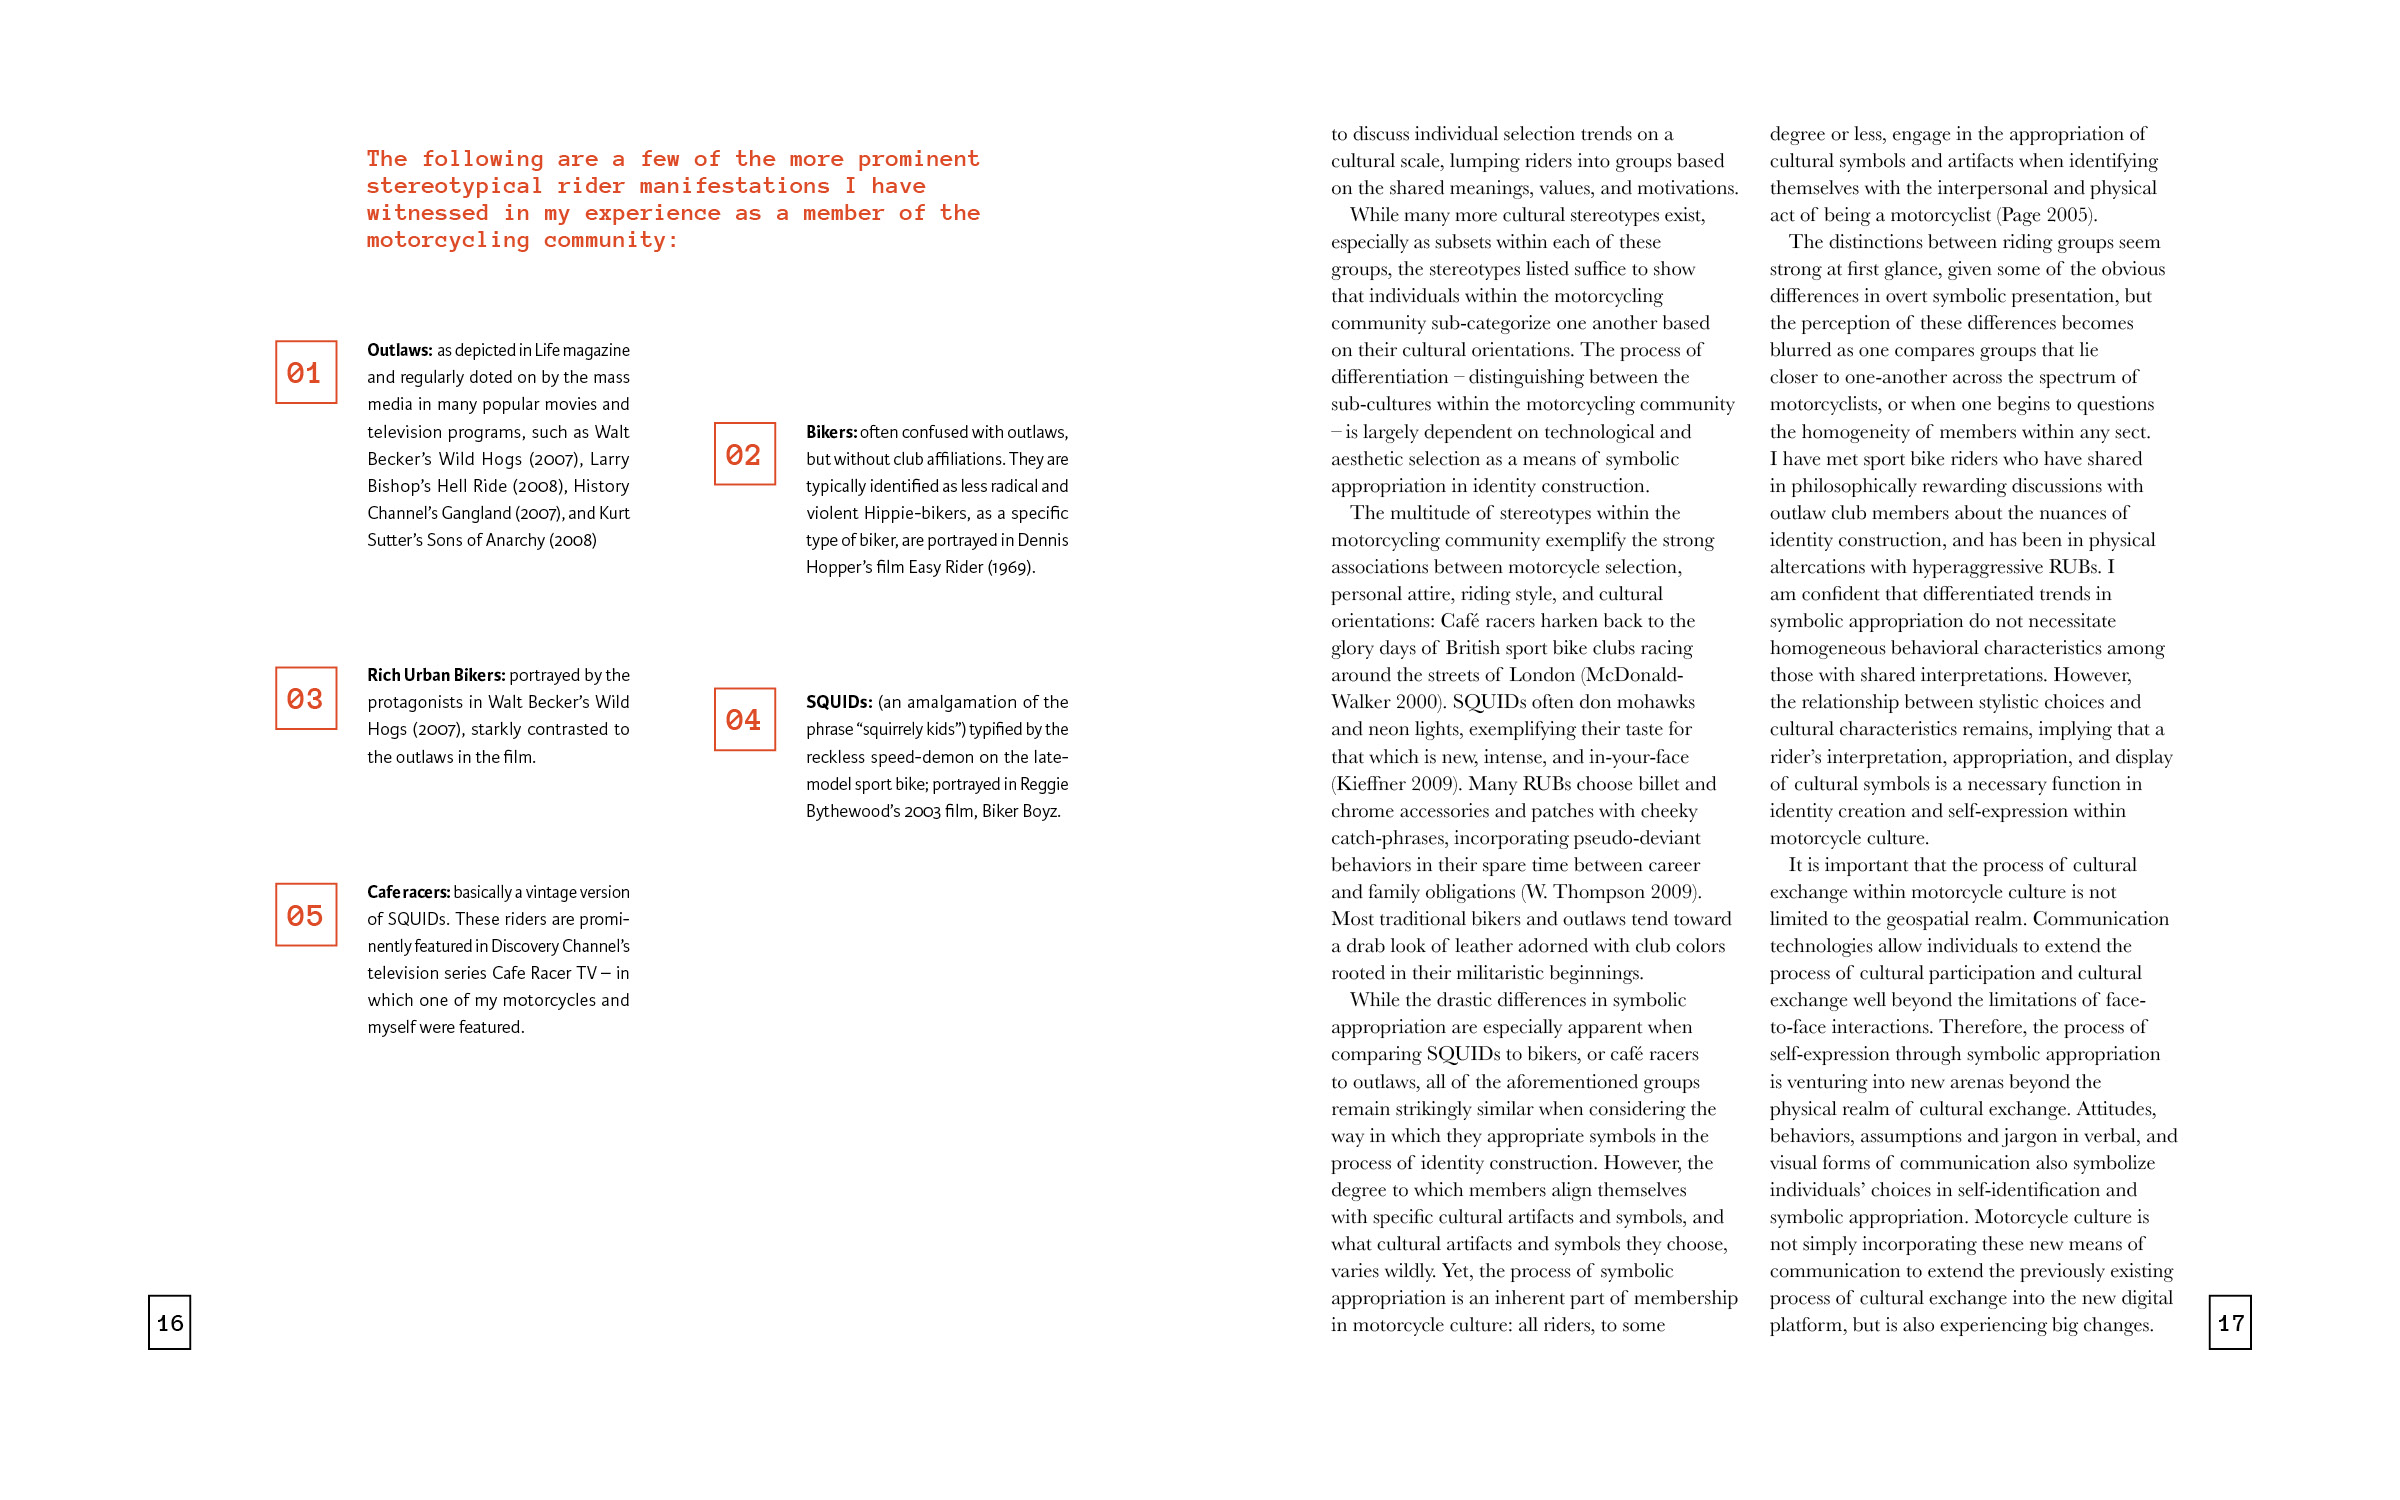 The following are a few of the more prominent
stereotypical rider manifestations I have
witnessed in my experience as a member of the
motorcycling community:
01
Outlaws: as depicted in Life magazine
and regularly doted on by the mass
media in many popular movies and
television programs, such as Walt
Becker’s Wild Hogs (2007), Larry
Bishop’s Hell Ride (2008), History
Channel’s Gangland (2007), and Kurt
Sutter’s Sons of Anarchy (2008)
02
Bikers: often confused with outlaws,
but without club affiliations. They are
typically identified as less radical and
violent Hippie-bikers, as a specific
type of biker, are portrayed in Dennis
Hopper’s film Easy Rider (1969).
03
Rich Urban Bikers: portrayed by the
protagonists in Walt Becker’s Wild
Hogs (2007), starkly contrasted to
the outlaws in the film.
04
SQUIDs: (an amalgamation of the
phrase “squirrely kids”) typified by the
reckless speed-demon on the late-
model sport bike; portrayed in Reggie
Bythewood’s 2003 film, Biker Boyz.
05
Cafe racers: basically a vintage version
of SQUIDs. These riders are promi-
nently featured in Discovery Channel’s
television series Cafe Racer TV – in
which one of my motorcycles and
myself were featured.
16
to discuss individual selection trends on a
cultural scale, lumping riders into groups based
on the shared meanings, values, and motivations.
While many more cultural stereotypes exist,
especially as subsets within each of these
groups, the stereotypes listed suffice to show
that individuals within the motorcycling
community sub-categorize one another based
on their cultural orientations. The process of
differentiation – distinguishing between the
sub-cultures within the motorcycling community
– is largely dependent on technological and
aesthetic selection as a means of symbolic
appropriation in identity construction.
The multitude of stereotypes within the
motorcycling community exemplify the strong
associations between motorcycle selection,
personal attire, riding style, and cultural
orientations: Café racers harken back to the
glory days of British sport bike clubs racing
around the streets of London (McDonald-
Walker 2000). SQUIDs often don mohawks
and neon lights, exemplifying their taste for
that which is new, intense, and in-your-face
(Kieffner 2009). Many RUBs choose billet and
chrome accessories and patches with cheeky
catch-phrases, incorporating pseudo-deviant
behaviors in their spare time between career
and family obligations (W. Thompson 2009).
Most traditional bikers and outlaws tend toward
a drab look of leather adorned with club colors
rooted in their militaristic beginnings.
While the drastic differences in symbolic
appropriation are especially apparent when
comparing SQUIDs to bikers, or café racers
to outlaws, all of the aforementioned groups
remain strikingly similar when considering the
way in which they appropriate symbols in the
process of identity construction. However, the
degree to which members align themselves
with specific cultural artifacts and symbols, and
what cultural artifacts and symbols they choose,
varies wildly. Yet, the process of symbolic
appropriation is an inherent part of membership
in motorcycle culture: all riders, to some
degree or less, engage in the appropriation of
cultural symbols and artifacts when identifying
themselves with the interpersonal and physical
act of being a motorcyclist (Page 2005).
The distinctions between riding groups seem
strong at first glance, given some of the obvious
differences in overt symbolic presentation, but
the perception of these differences becomes
blurred as one compares groups that lie
closer to one-another across the spectrum of
motorcyclists, or when one begins to questions
the homogeneity of members within any sect.
I have met sport bike riders who have shared
in philosophically rewarding discussions with
outlaw club members about the nuances of
identity construction, and has been in physical
altercations with hyperaggressive RUBs. I
am confident that differentiated trends in
symbolic appropriation do not necessitate
homogeneous behavioral characteristics among
those with shared interpretations. However,
the relationship between stylistic choices and
cultural characteristics remains, implying that a
rider’s interpretation, appropriation, and display
of cultural symbols is a necessary function in
identity creation and self-expression within
motorcycle culture.
It is important that the process of cultural
exchange within motorcycle culture is not
limited to the geospatial realm. Communication
technologies allow individuals to extend the
process of cultural participation and cultural
exchange well beyond the limitations of face-
to-face interactions. Therefore, the process of
self-expression through symbolic appropriation
is venturing into new arenas beyond the
physical realm of cultural exchange. Attitudes,
behaviors, assumptions and jargon in verbal, and
visual forms of communication also symbolize
individuals’ choices in self-identification and
symbolic appropriation. Motorcycle culture is
not simply incorporating these new means of
communication to extend the previously existing
process of cultural exchange into the new digital
platform, but is also experiencing big changes.
17